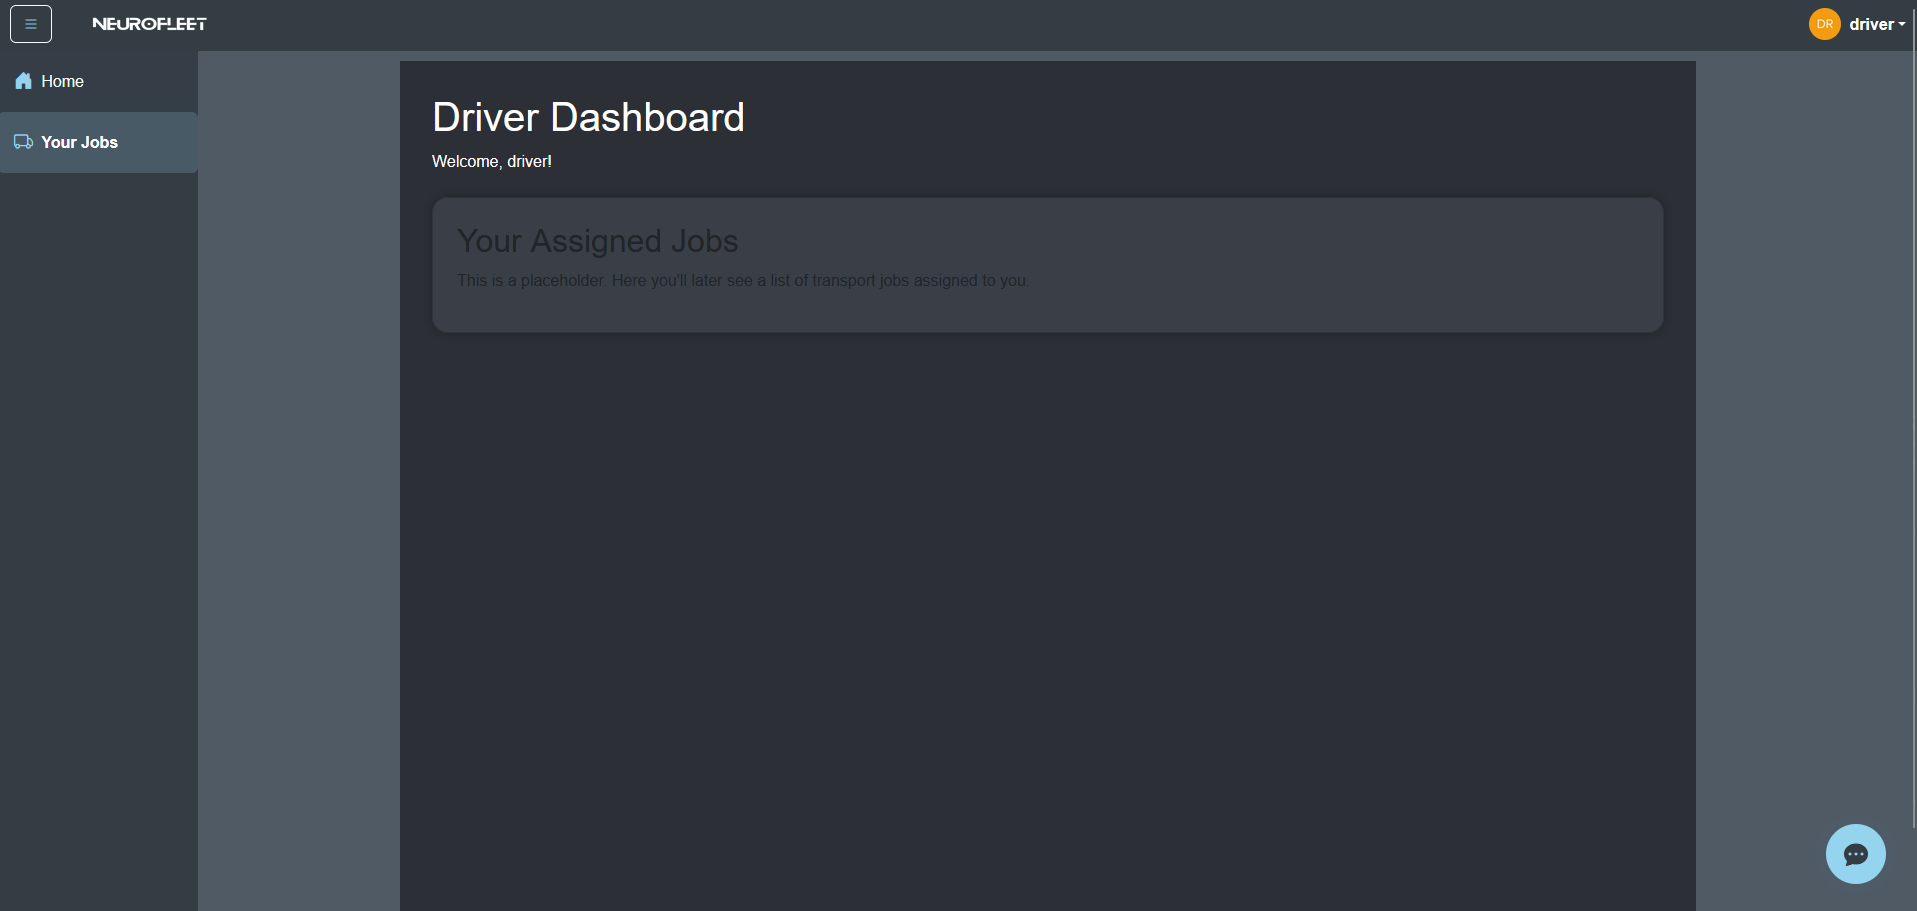 NEUROFLEET
DR driver
Home
Your Jobs
Driver Dashboard
Welcome, driver!
Your Assigned Jobs
This is a placeholder. Here you'll later see a list of transport jobs assigned to you.